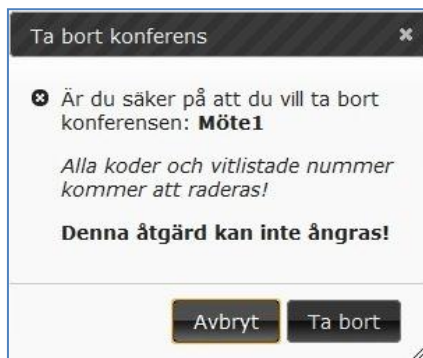 Ta bort konferens
Är du säker på att du vill ta bort
konferensen: Möte1
Alla koder och vitlistade nummer
kommer att raderas!
Denna åtgärd kan inte ångras!
Avbryt
Ta bort